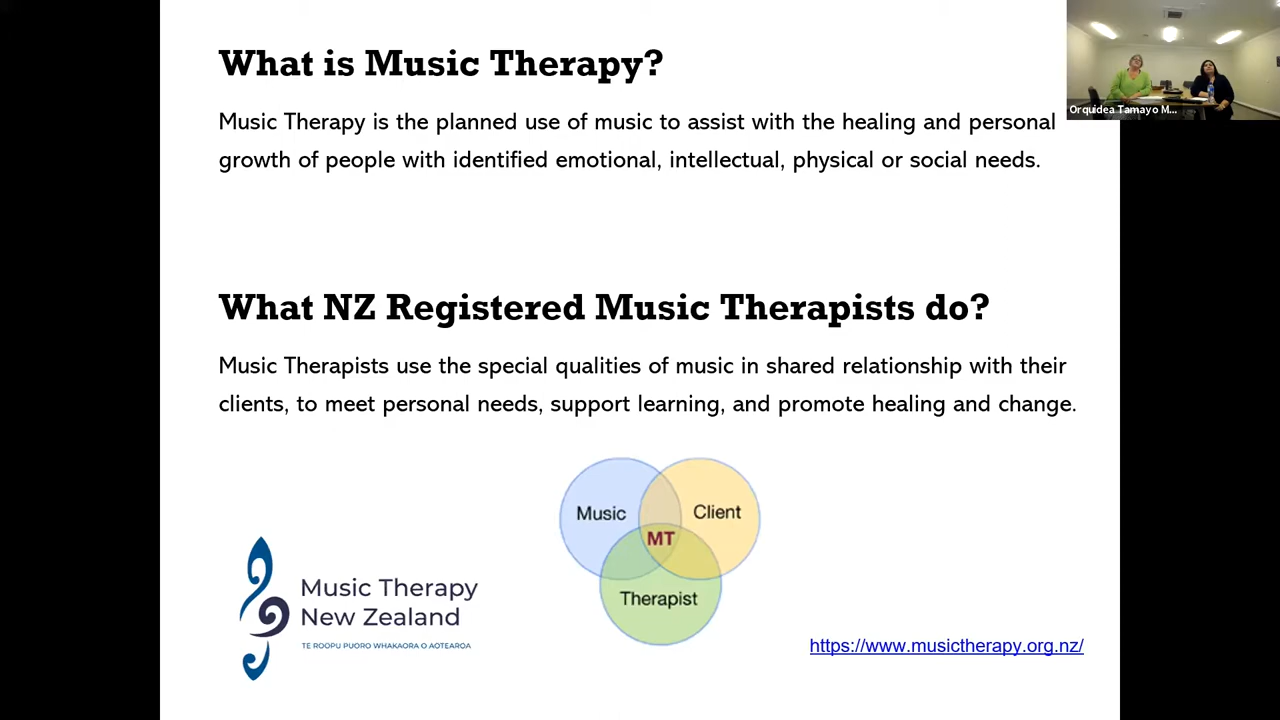 What is Music Therapy?
Music Therapy is the planned use of music to assist with the healing and personal
growth of people with identified emotional, intellectual, physical or social needs.
Orquidea Tamayo M...
What NZ Registered Music Therapists do?
Music Therapists use the special qualities of music in shared relationship with their
clients, to meet personal needs, support learning, and promote healing and change.
Music
Client
MT
Therapist
Music Therapy
New Zealand
TE ROOPU PUORO WHAKAORA O AOTEAROA
https://www.musictherapy.org.nz/